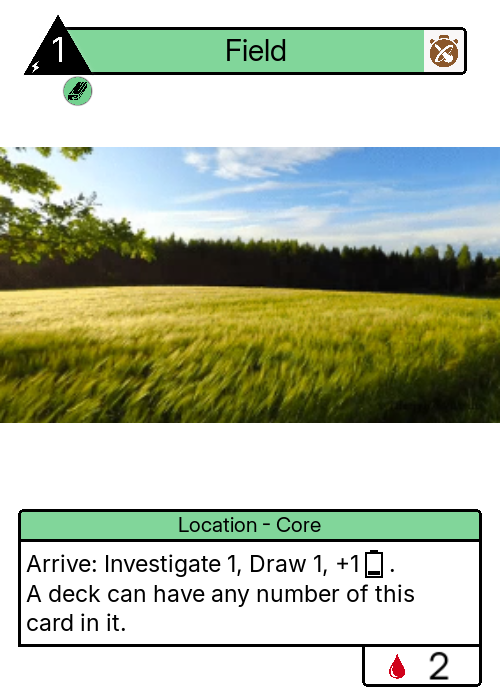 1
Field
Location - Core
Arrive: Investigate 1, Draw 1, +1 .
A deck can have any number of this
card in it.
2